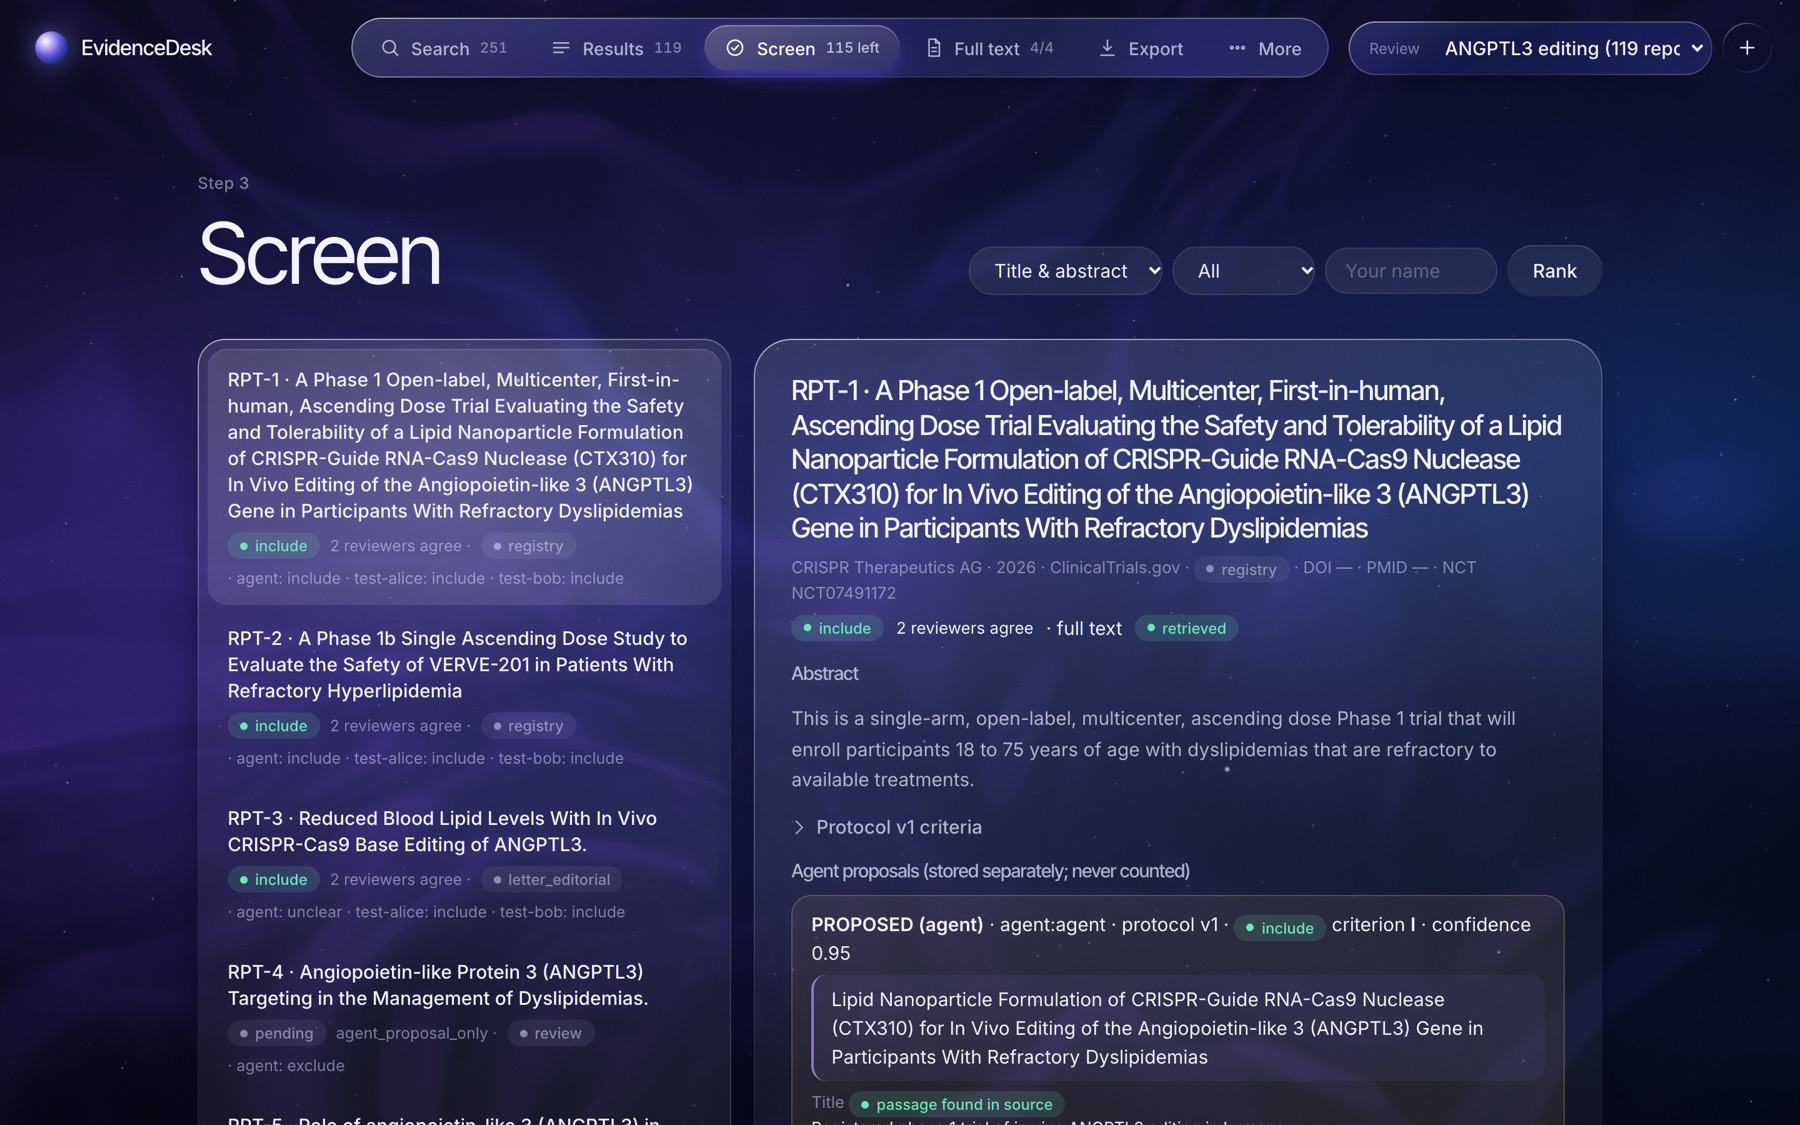 EvidenceDesk
Search 251
Results 119
Screen 115 left
Full text 4/4
Export
More
Review ANGPTL3 editing (119 repo
Step 3
Screen
Title & abstract
All
Your name
Rank
RPT-1 · A Phase 1 Open-label, Multicenter, First-in-
human, Ascending Dose Trial Evaluating the Safety
and Tolerability of a Lipid Nanoparticle Formulation
of CRISPR-Guide RNA-Cas9 Nuclease (CTX310) for
In Vivo Editing of the Angiopoietin-like 3 (ANGPTL3)
Gene in Participants With Refractory Dyslipidemias
include 2 reviewers agree · registry
· agent: include · test-alice: include · test-bob: include
RPT-2 · A Phase 1b Single Ascending Dose Study to
Evaluate the Safety of VERVE-201 in Patients With
Refractory Hyperlipidemia
include 2 reviewers agree · registry
· agent: include · test-alice: include · test-bob: include
RPT-3 · Reduced Blood Lipid Levels With In Vivo
CRISPR-Cas9 Base Editing of ANGPTL3.
include 2 reviewers agree · letter_editorial
· agent: unclear · test-alice: include · test-bob: include
RPT-4 · Angiopoietin-like Protein 3 (ANGPTL3)
Targeting in the Management of Dyslipidemias.
pending agent_proposal_only · review
· agent: exclude
RPT-5 · Role of angiopoietin-like 3 (ANGPTL3) in
RPT-1 · A Phase 1 Open-label, Multicenter, First-in-human,
Ascending Dose Trial Evaluating the Safety and Tolerability of a Lipid
Nanoparticle Formulation of CRISPR-Guide RNA-Cas9 Nuclease
(CTX310) for In Vivo Editing of the Angiopoietin-like 3 (ANGPTL3)
Gene in Participants With Refractory Dyslipidemias
CRISPR Therapeutics AG · 2026 · ClinicalTrials.gov · registry · DOI — · PMID — · NCT
NCT07491172
include 2 reviewers agree · full text retrieved
Abstract
This is a single-arm, open-label, multicenter, ascending dose Phase 1 trial that will
enroll participants 18 to 75 years of age with dyslipidemias that are refractory to
available treatments.
Protocol v1 criteria
Agent proposals (stored separately; never counted)
PROPOSED (agent) · agent:agent · protocol v1 · include criterion I · confidence
0.95
Lipid Nanoparticle Formulation of CRISPR-Guide RNA-Cas9 Nuclease
(CTX310) for In Vivo Editing of the Angiopoietin-like 3 (ANGPTL3) Gene in
Participants With Refractory Dyslipidemias
Title passage found in source